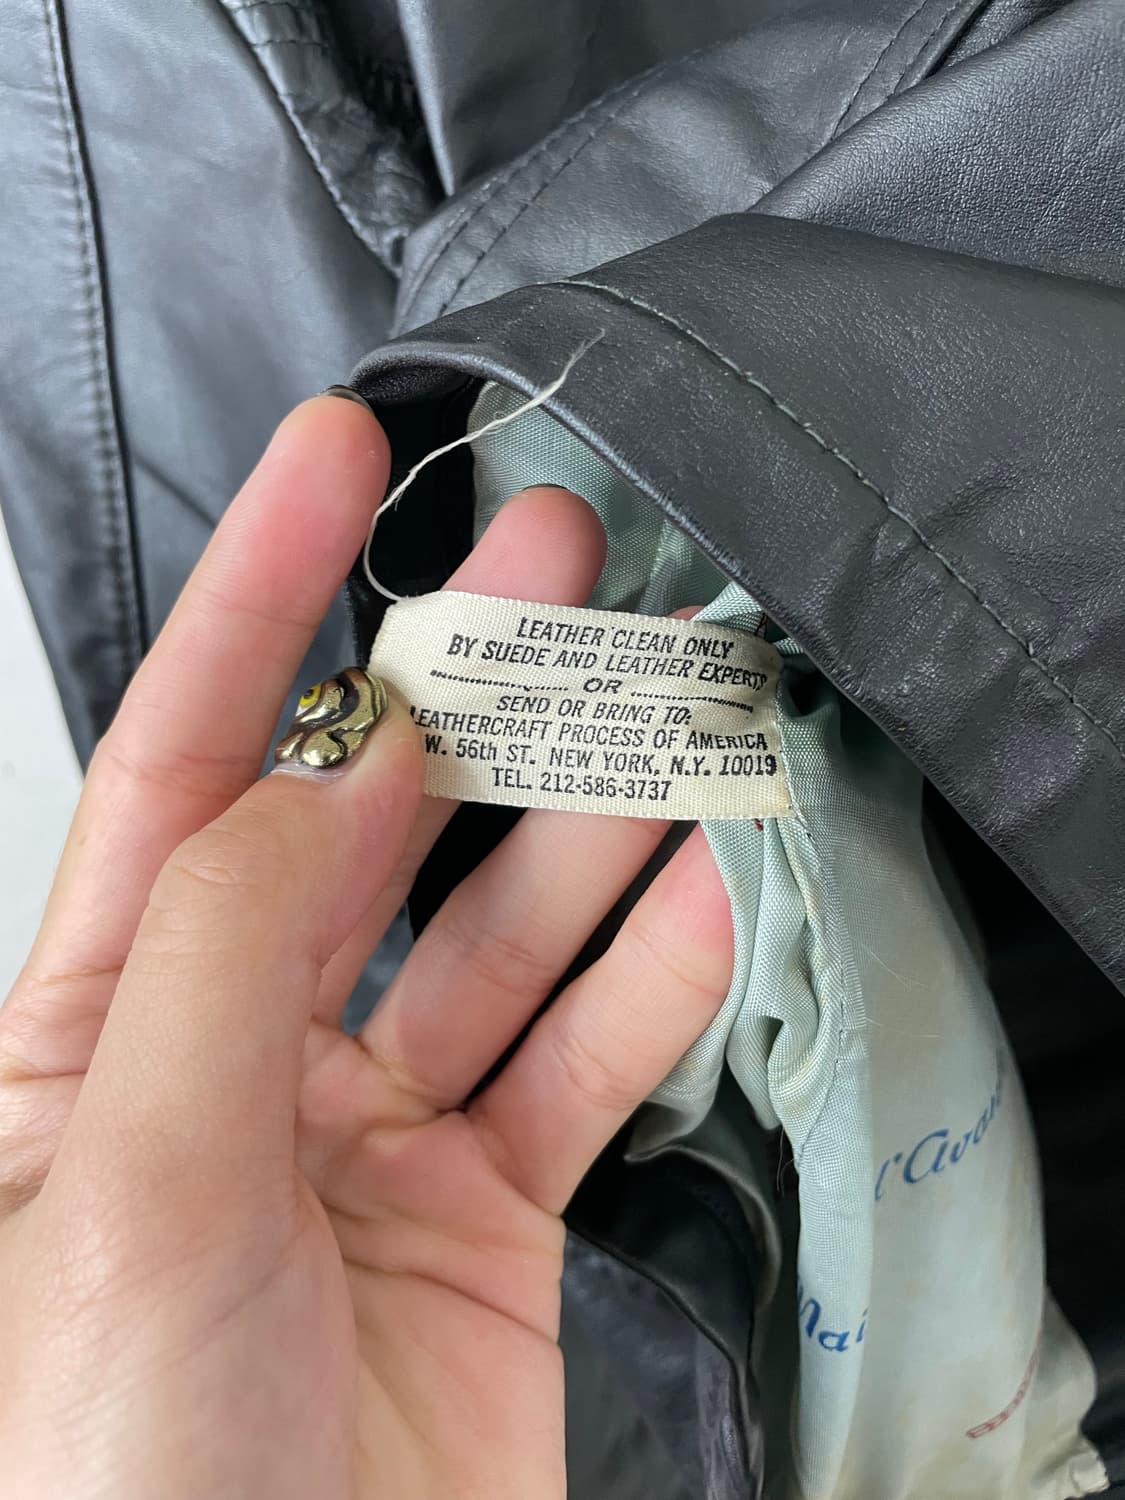 LEATHER CLEAN ONLY
BY SUEDE AND LEATHER EXPERTS
OR
SEND OR BRING TO:
LEATHERCRAFT PROCESS OF AMERICA
W. 56th ST. NEW YORK, N.Y. 10019
TEL. 212-586-3737